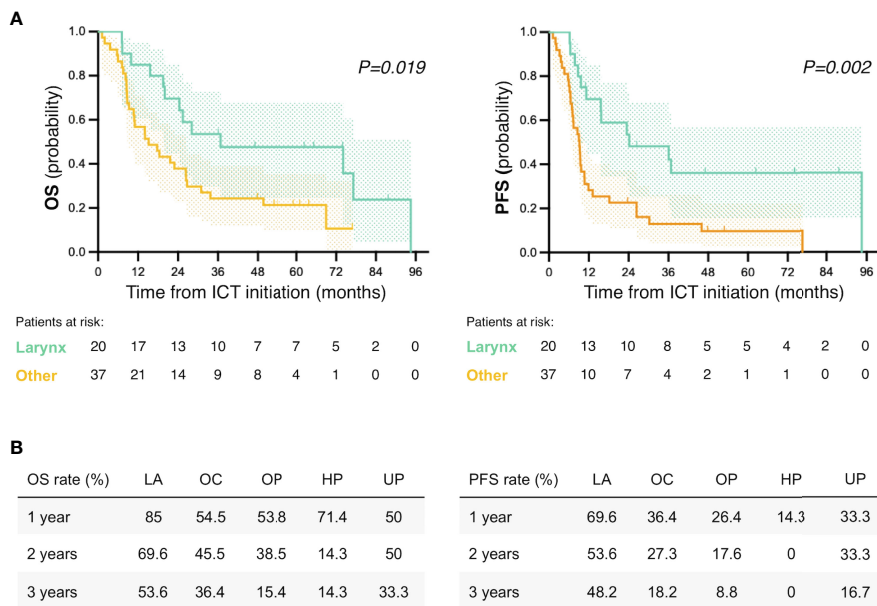 A
OS (probability)
1.0
0.8
0.6
0.4
0.2
0.0
P=0.019
0 12 24 36 48 60 72 84 96
Time from ICT initiation (months)
Patients at risk:
Larynx 20 17 13 10 7 7 5 2 0
Other 37 21 14 9 8 4 1 0 0
PFS (probability)
1.0
0.8
0.6
0.4
0.2
0.0
P=0.002
0 12 24 36 48 60 72 84 96
Time from ICT initiation (months)
Patients at risk:
Larynx 20 13 10 8 5 5 4 2 0
Other 37 10 7 4 2 1 1 0 0
B
OS rate (%) LA OC OP HP UP
1 year 85 54.5 53.8 71.4 50
2 years 69.6 45.5 38.5 14.3 50
3 years 53.6 36.4 15.4 14.3 33.3
PFS rate (%) LA OC OP HP UP
1 year 69.6 36.4 26.4 14.3 33.3
2 years 53.6 27.3 17.6 0 33.3
3 years 48.2 18.2 8.8 0 16.7